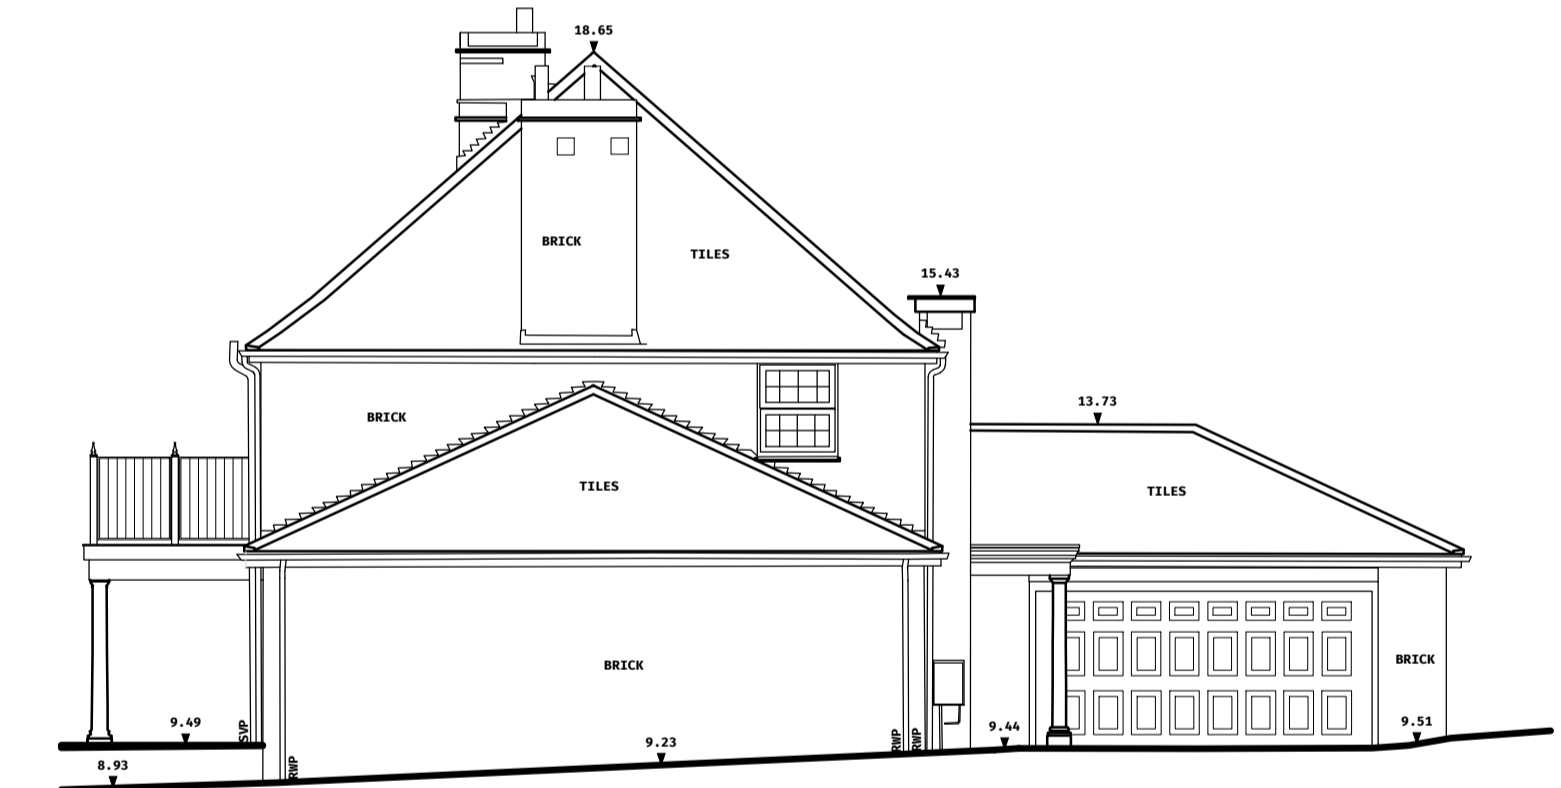 18.65
BRICK
TILES
15.43
BRICK
13.73
TILES
TILES
BRICK
BRICK
9.49
SVP
9.23
RWP
RWP
9.44
9.51
8.93
RWP